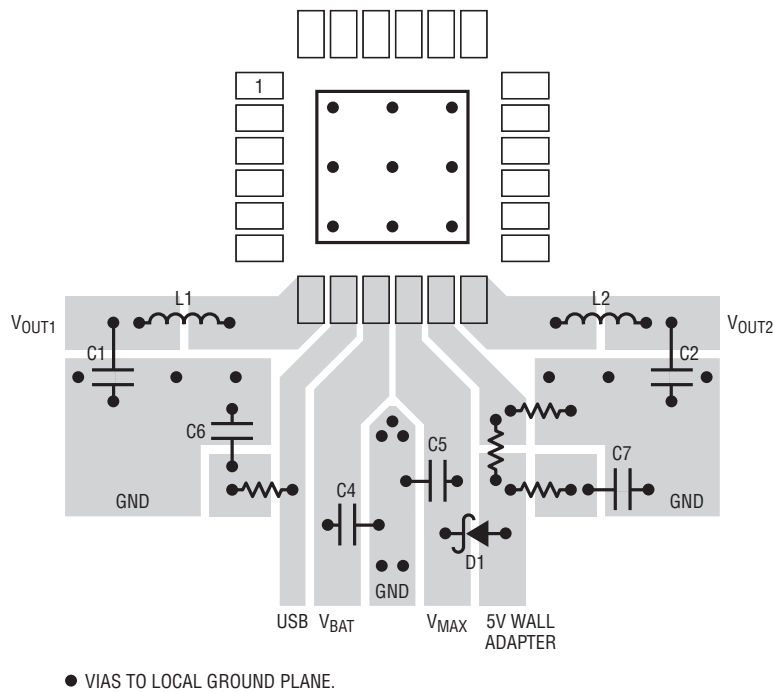 1
L1
L2
VOUT1
VOUT2
C1
C2
C6
C5
C7
C4
GND
GND
D1
GND
USB
VBAT
VMAX
5V WALL
ADAPTER
VIAS TO LOCAL GROUND PLANE.